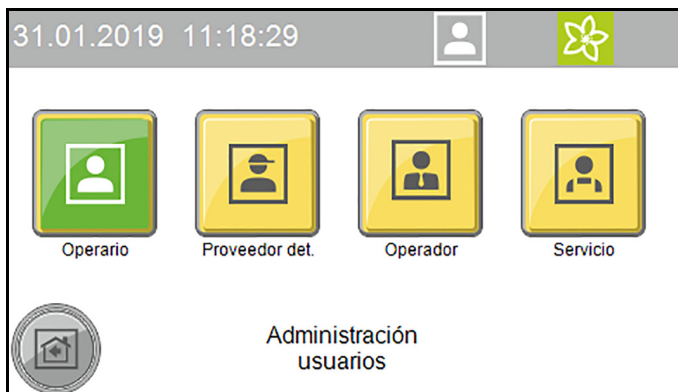 31.01.2019 11:18:29
Operario
Proveedor det.
Operador
Servicio
Administración
usuarios